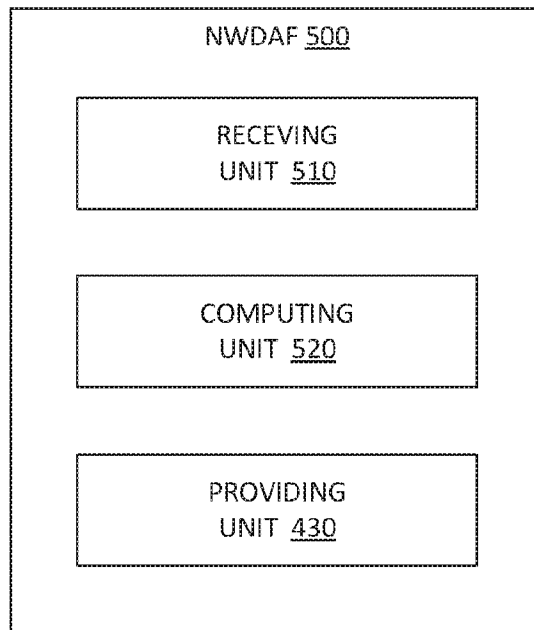 NWDAF 500
RECEVING
UNIT 510
COMPUTING
UNIT 520
PROVIDING
UNIT 430